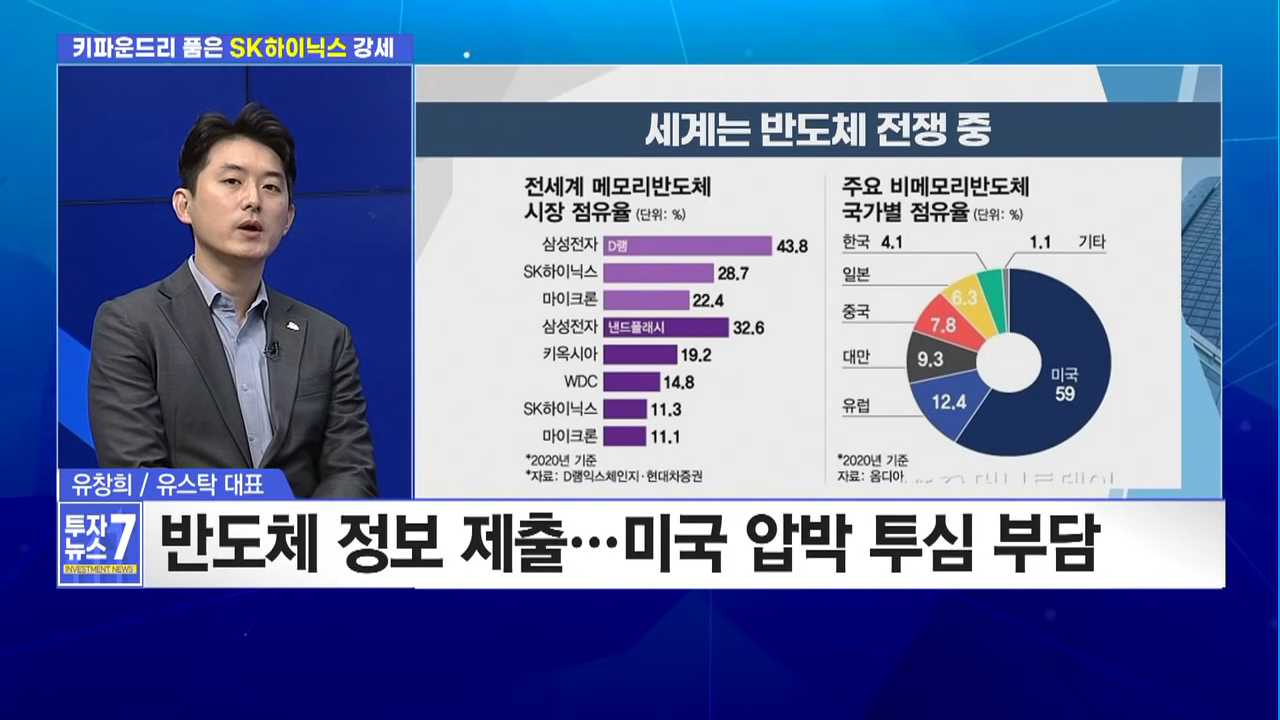 키파운드리 품은 SK하이닉스 강세
세계는 반도체 전쟁 중
전세계 메모리반도체
시장 점유율 (단위: %)
삼성전자 D램 43.8
SK하이닉스 28.7
마이크론 22.4
삼성전자 낸드플래시 32.6
키옥시아 19.2
WDC 14.8
SK하이닉스 11.3
마이크론 11.1
*2020년 기준
*자료: D램익스체인지·현대차증권
주요 비메모리반도체
국가별 점유율 (단위: %)
한국 4.1
1.1 기타
일본 6.3
중국 7.8
대만 9.3
유럽 12.4
미국
59
*2020년 기준
자료: 옴디아
유창희 / 유스탁 대표
투자
뉴스7
INVESTMENT NEWS
반도체 정보 제출…미국 압박 투심 부담